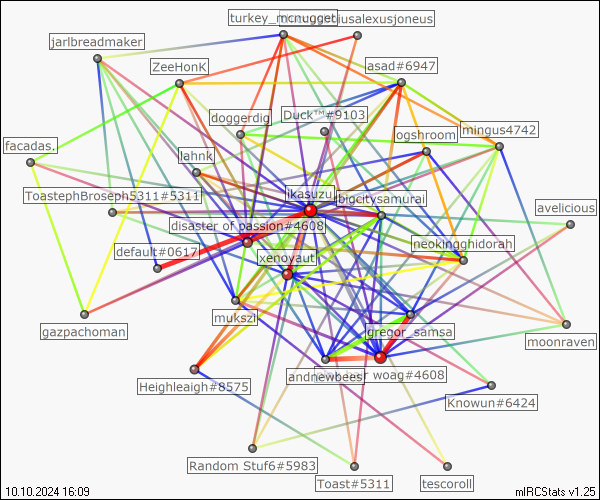 turkey_mcnugget
jarlbreadmaker
ZeeHonK
asad#6947
doggerdig
Duck™#9103
ogshroom
mingus4742
facadas.
lahnk
ToastephBroseph5311#5311
ikasuzu
bigcitysamurai
avelicious
disaster of passion#4608
default#0617
xenoyaut
neokingghidorah
gazpachoman
mukszi
gregor_samsa
moonraven
andnewbees
woag#4608
Heighleaigh#8575
Knowun#6424
Random Stuf6#5983
Toast#5311
tescoroll
10.10.2024 16:09
mIRCStats v1.25